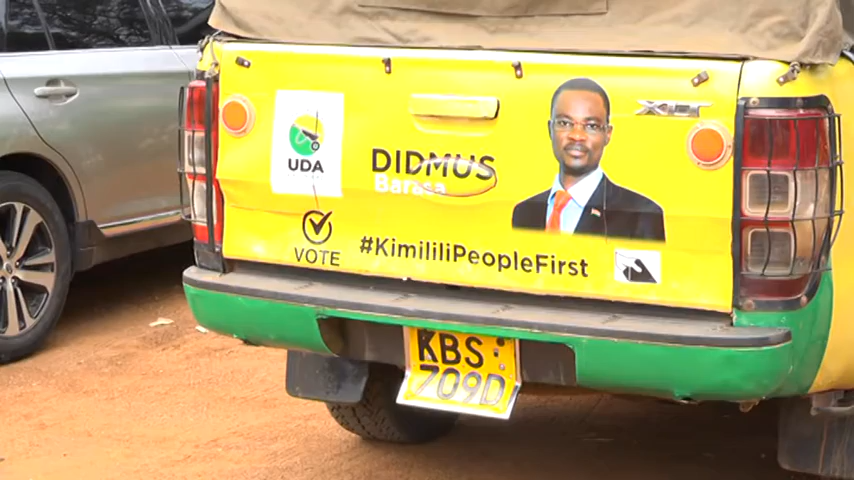 XLT
UDA
DIDMUS
Barasa
VOTE
#KimililiPeopleFirst
KBS
709D